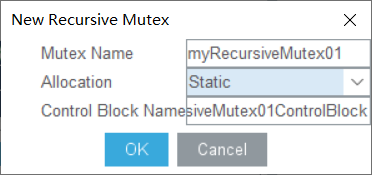 New Recursive Mutex
Mutex Name myRecursiveMutex01
Allocation Static
Control Block Name siveMutex01ControlBlock
OK Cancel